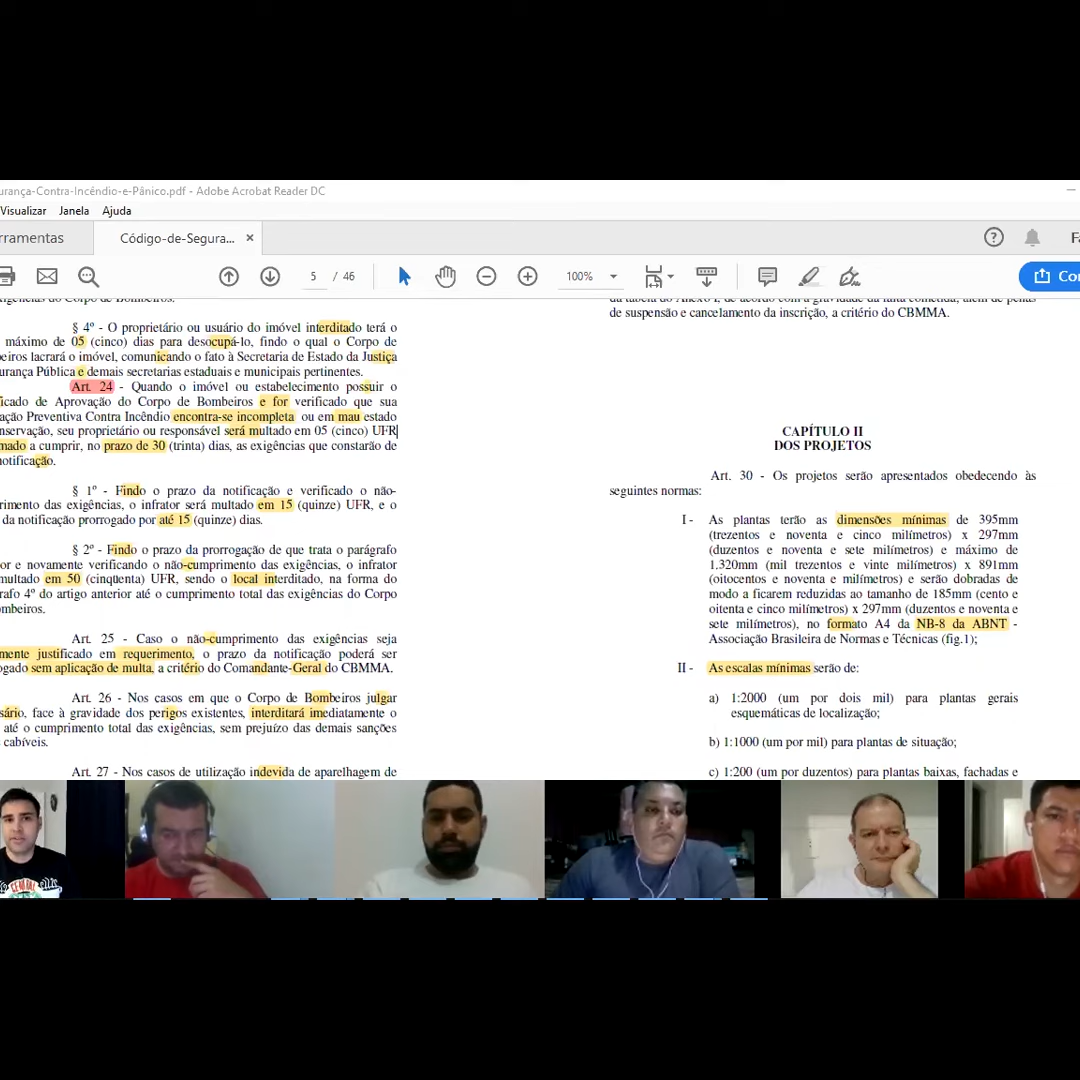 urança-Contra-Incêndio-e-Pânico.pdf - Adobe Acrobat Reader DC
Visualizar Janela Ajuda
rramentas
Código-de-Segura... ×
5 / 46
100%
§ 4º - O proprietário ou usuário do imóvel interditado terá o
máximo de 05 (cinco) dias para desocupá-lo, findo o qual o Corpo de
eiros lacrará o imóvel, comunicando o fato à Secretaria de Estado da Justiça
urança Pública e demais secretarias estaduais e municipais pertinentes.
Art. 24 - Quando o imóvel ou estabelecimento possuir o
icado de Aprovação do Corpo de Bombeiros e for verificado que sua
ação Preventiva Contra Incêndio encontra-se incompleta ou em mau estado
nservação, seu proprietário ou responsável será multado em 05 (cinco) UFR
mado a cumprir, no prazo de 30 (trinta) dias, as exigências que constarão de
notificação.
§ 1º - Findo o prazo da notificação e verificado o não-
rimento das exigências, o infrator será multado em 15 (quinze) UFR, e o
da notificação prorrogado por até 15 (quinze) dias.
§ 2º - Findo o prazo da prorrogação de que trata o parágrafo
or e novamente verificando o não-cumprimento das exigências, o infrator
multado em 50 (cinqüenta) UFR, sendo o local interditado, na forma do
rafo 4º do artigo anterior até o cumprimento total das exigências do Corpo
mbeiros.
Art. 25 - Caso o não-cumprimento das exigências seja
mente justificado em requerimento, o prazo da notificação poderá ser
ogado sem aplicação de multa, a critério do Comandante-Geral do CBMMA.
Art. 26 - Nos casos em que o Corpo de Bombeiros julgar
sário, face à gravidade dos perigos existentes, interditará imediatamente o
até o cumprimento total das exigências, sem prejuízo das demais sanções
cabíveis.
Art. 27 - Nos casos de utilização indevida de aparelhagem de
da tabela do Anexo I, de acordo com a gravidade da falta cometida, além de penas
de suspensão e cancelamento da inscrição, a critério do CBMMA.
CAPÍTULO II
DOS PROJETOS
Art. 30 - Os projetos serão apresentados obedecendo às
seguintes normas:
I - As plantas terão as dimensões mínimas de 395mm
(trezentos e noventa e cinco milímetros) x 297mm
(duzentos e noventa e sete milímetros) e máximo de
1.320mm (mil trezentos e vinte milímetros) x 891mm
(oitocentos e noventa e milímetros) e serão dobradas de
modo a ficarem reduzidas ao tamanho de 185mm (cento e
oitenta e cinco milímetros) x 297mm (duzentos e noventa e
sete milímetros), no formato A4 da NB-8 da ABNT -
Associação Brasileira de Normas e Técnicas (fig.1);
II - As escalas mínimas serão de:
a) 1:2000 (um por dois mil) para plantas gerais
esquemáticas de localização;
b) 1:1000 (um por mil) para plantas de situação;
c) 1:200 (um por duzentos) para plantas baixas, fachadas e